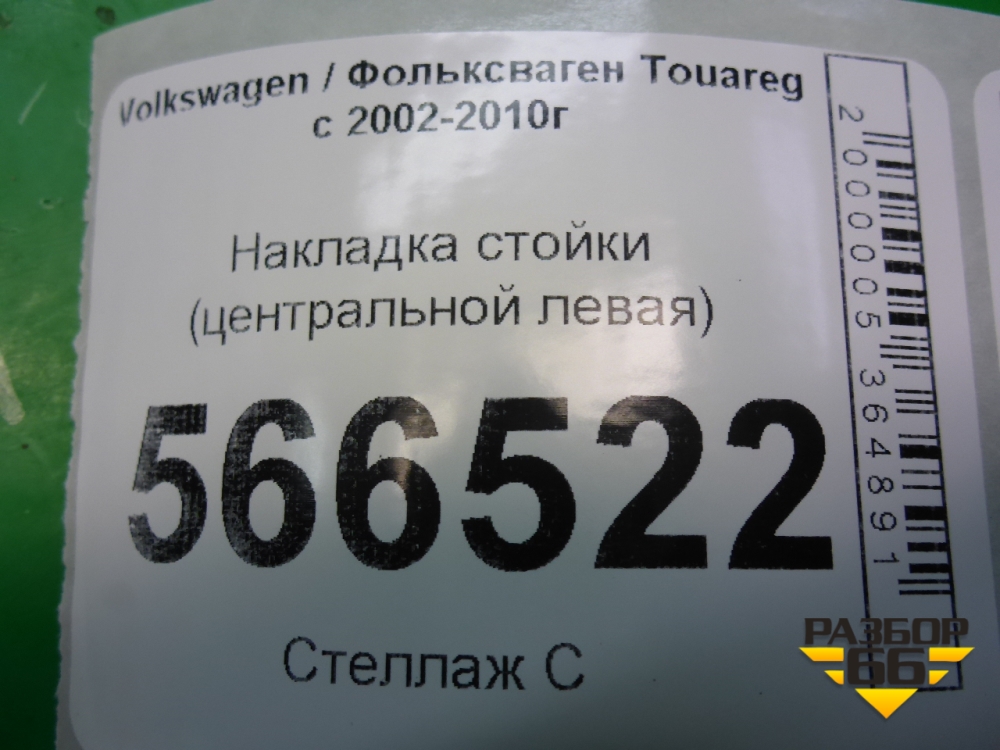 Volkswagen / Фольксваген Touareg
с 2002-2010г
Накладка стойки
(центральной левая)
566522
Стеллаж С
2000005364891
РАЗБОР
66